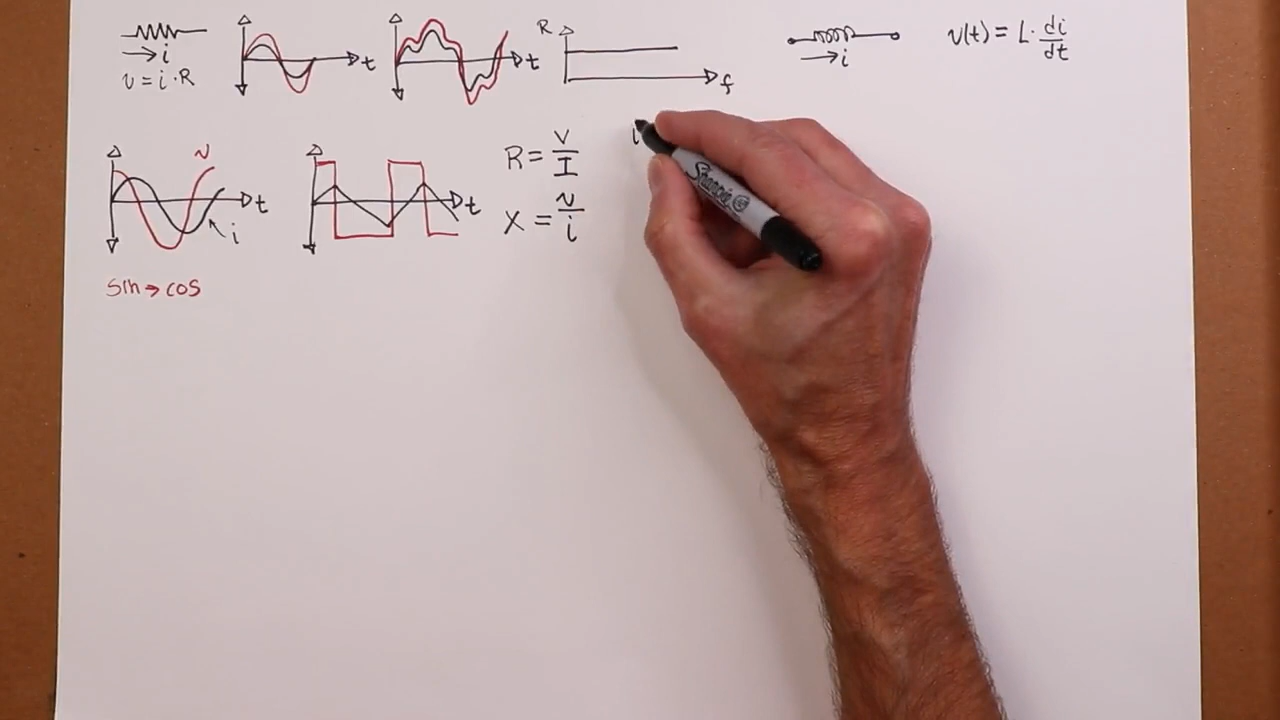 i
v = i · R
t
t
R
f
i
v(t) = L · di/dt
v
t
i
t
R = V/I
X = v/i
i
sin → cos
Sharpie